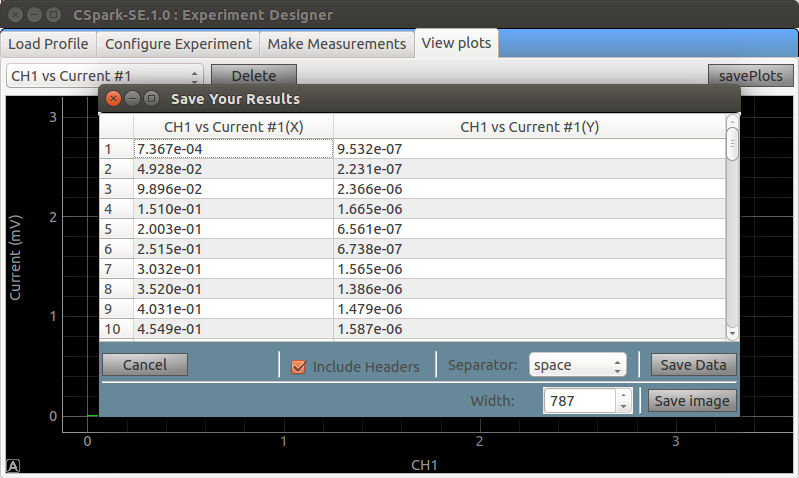 CSpark-SE.1.0 : Experiment Designer
Load Profile Configure Experiment Make Measurements View plots
CH1 vs Current #1 Delete savePlots
Save Your Results
CH1 vs Current #1(X) CH1 vs Current #1(Y)
1 7.367e-04 9.532e-07
2 4.928e-02 2.231e-07
3 9.896e-02 2.366e-06
4 1.510e-01 1.665e-06
5 2.003e-01 6.561e-07
6 2.515e-01 6.738e-07
7 3.032e-01 1.565e-06
8 3.520e-01 1.386e-06
9 4.031e-01 1.479e-06
10 4.549e-01 1.587e-06
Cancel Include Headers Separator: space Save Data
Width: 787 Save image
3
2
1
0
Current (mV)
0 1 2 3
CH1
A